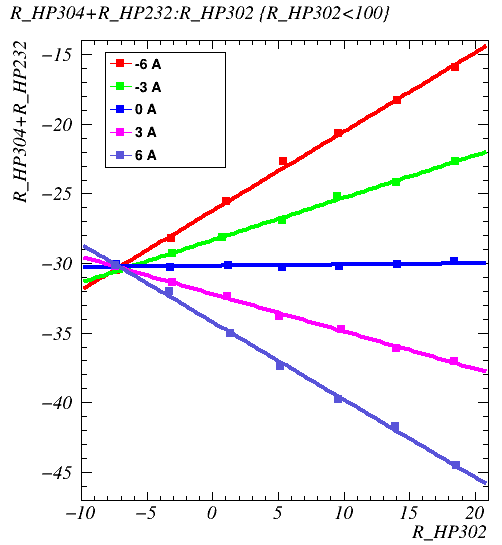 R_HP304+R_HP232:R_HP302 {R_HP302<100}
R_HP304+R_HP232
-6 A
-3 A
0 A
3 A
6 A
−15
−20
−25
−30
−35
−40
−45
−10 −5 0 5 10 15 20
R_HP302